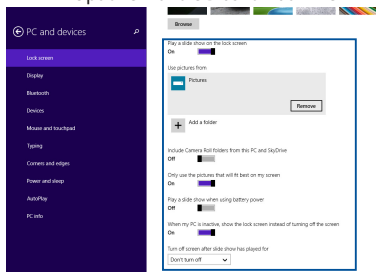 Browse
PC and devices
Play a slide show on the lock screen
On
Lock screen
Use pictures from
Display
Pictures
Bluetooth
Devices
Remove
Mouse and touchpad
Add a folder
Typing
Include Camera Roll folders from this PC and SkyDrive
Corners and edges
Off
Power and sleep
Only use the pictures that will fit best on my screen
On
AutoPlay
Play a slide show when using battery power
PC info
Off
When my PC is inactive, show the lock screen instead of turning off the screen
On
Turn off screen after slide show has played for
Don't turn off